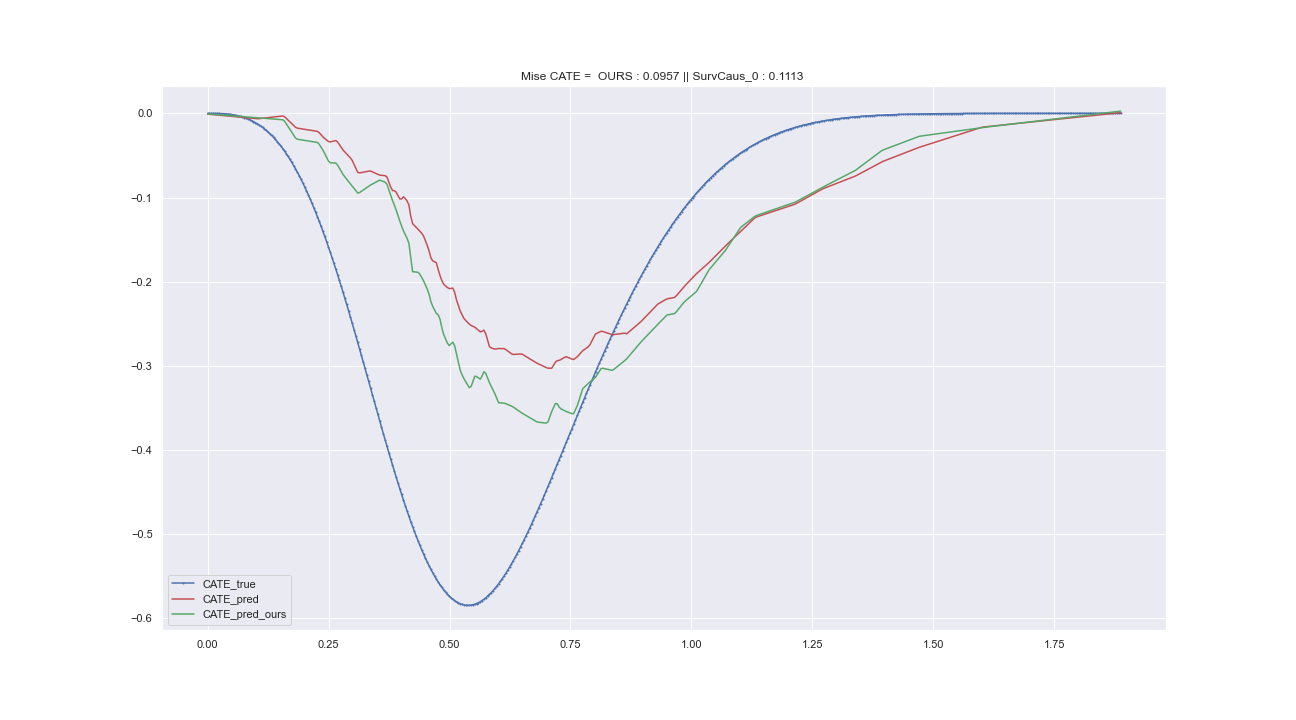 Mise CATE =  OURS : 0.0957 || SurvCaus_0 : 0.1113
0.0
−0.1
−0.2
−0.3
−0.4
−0.5
−0.6
CATE_true
CATE_pred
CATE_pred_ours
0.00 0.25 0.50 0.75 1.00 1.25 1.50 1.75